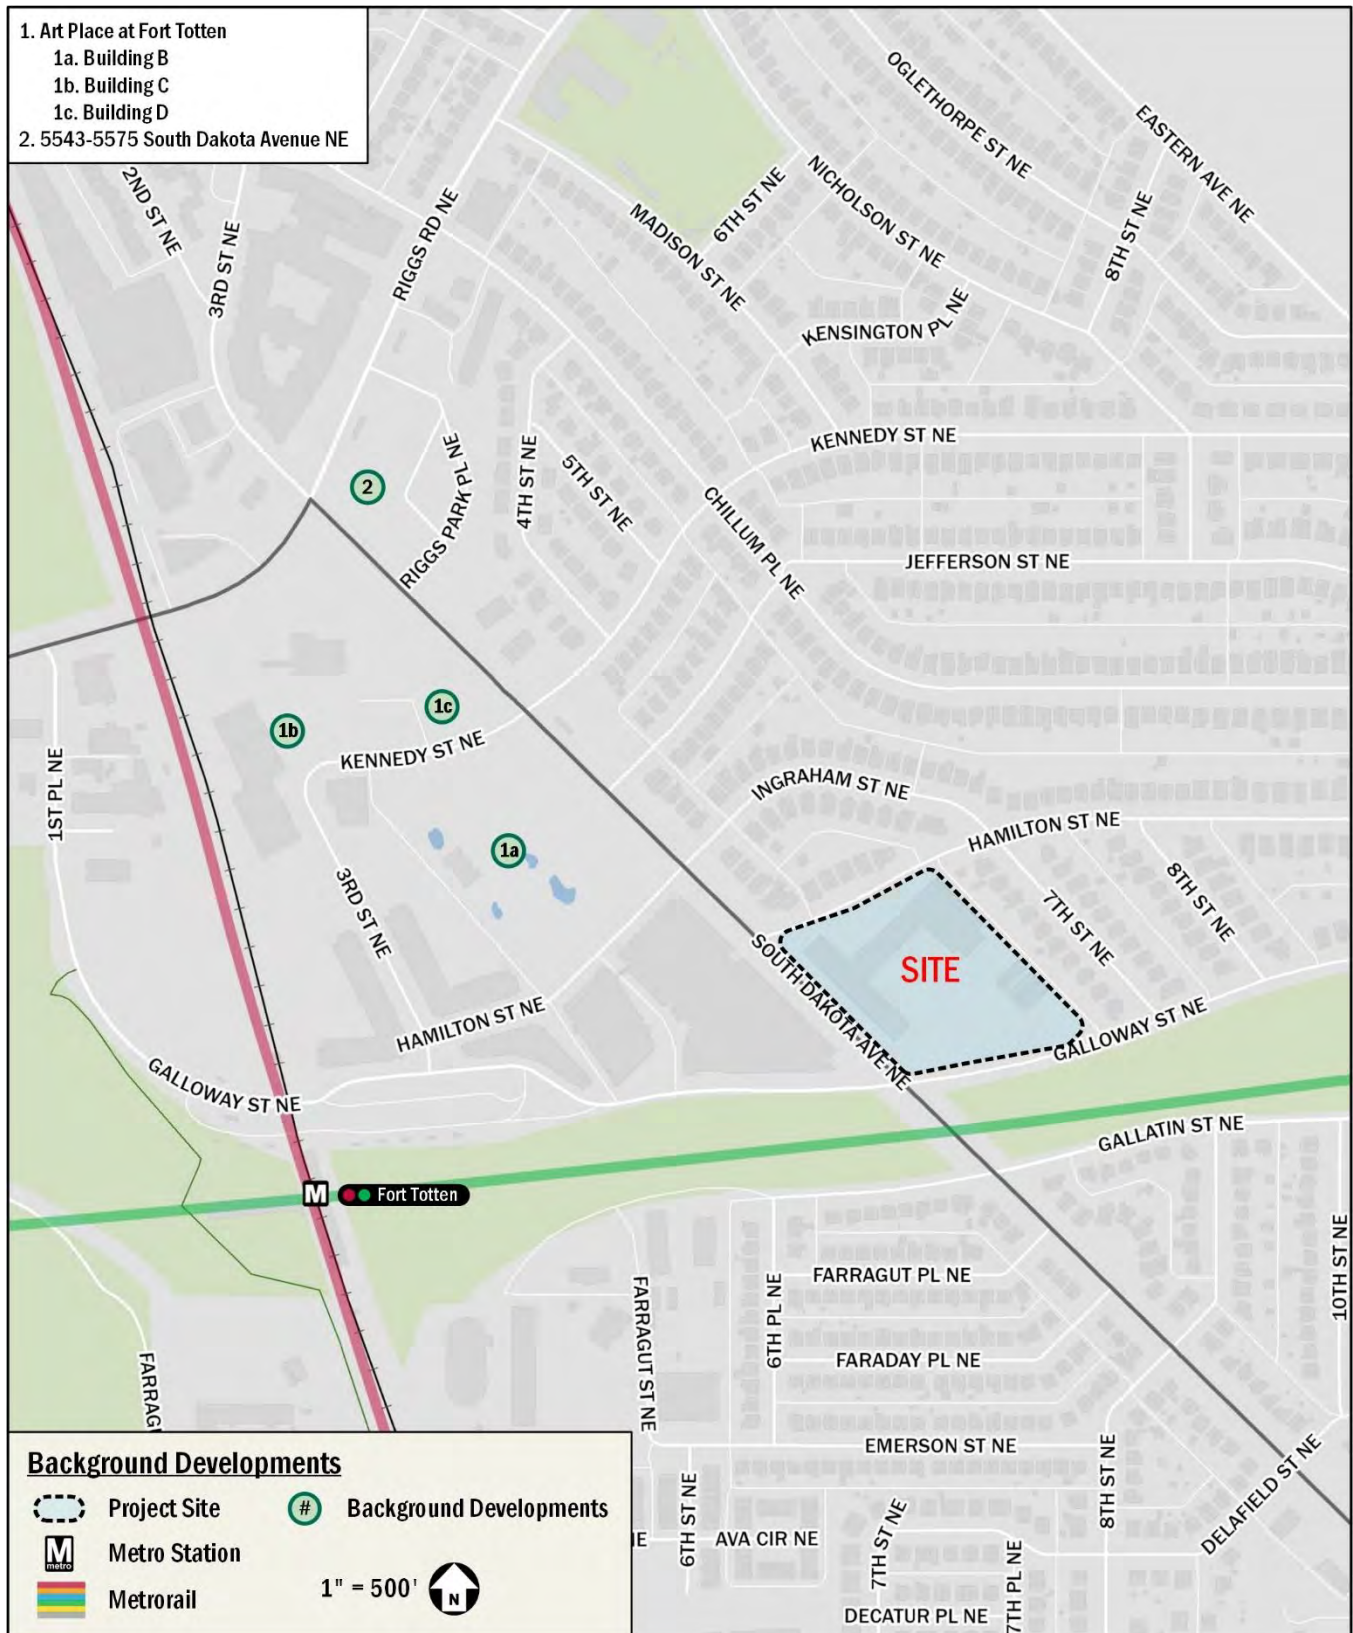 1. Art Place at Fort Totten
1a. Building B
1b. Building C
1c. Building D
2. 5543-5575 South Dakota Avenue NE
OGLETHORPE ST NE
EASTERN AVE NE
2ND ST NE
3RD ST NE
RIGGS RD NE
MADISON ST NE
6TH ST NE
NICHOLSON ST NE
8TH ST NE
KENSINGTON PL NE
KENNEDY ST NE
2
RIGGS PARK PL NE
4TH ST NE
5TH ST NE
CHILLUM PL NE
JEFFERSON ST NE
1c
1b
KENNEDY ST NE
1ST PL NE
INGRAHAM ST NE
HAMILTON ST NE
1a
3RD ST NE
7TH ST NE
8TH ST NE
SITE
SOUTH DAKOTA AVE NE
HAMILTON ST NE
GALLOWAY ST NE
GALLOWAY ST NE
GALLATIN ST NE
M
Fort Totten
10TH ST NE
FARRAGUT PL NE
FARRAGUT ST NE
6TH PL NE
FARADAY PL NE
FARRAGU
EMERSON ST NE
8TH ST NE
DELAFIELD ST NE
6TH ST NE
AVA CIR NE
7TH ST NE
7TH PL NE
DECATUR PL NE
NE
Background Developments
Project Site
# Background Developments
M
metro
Metro Station
Metrorail
1" = 500'
N